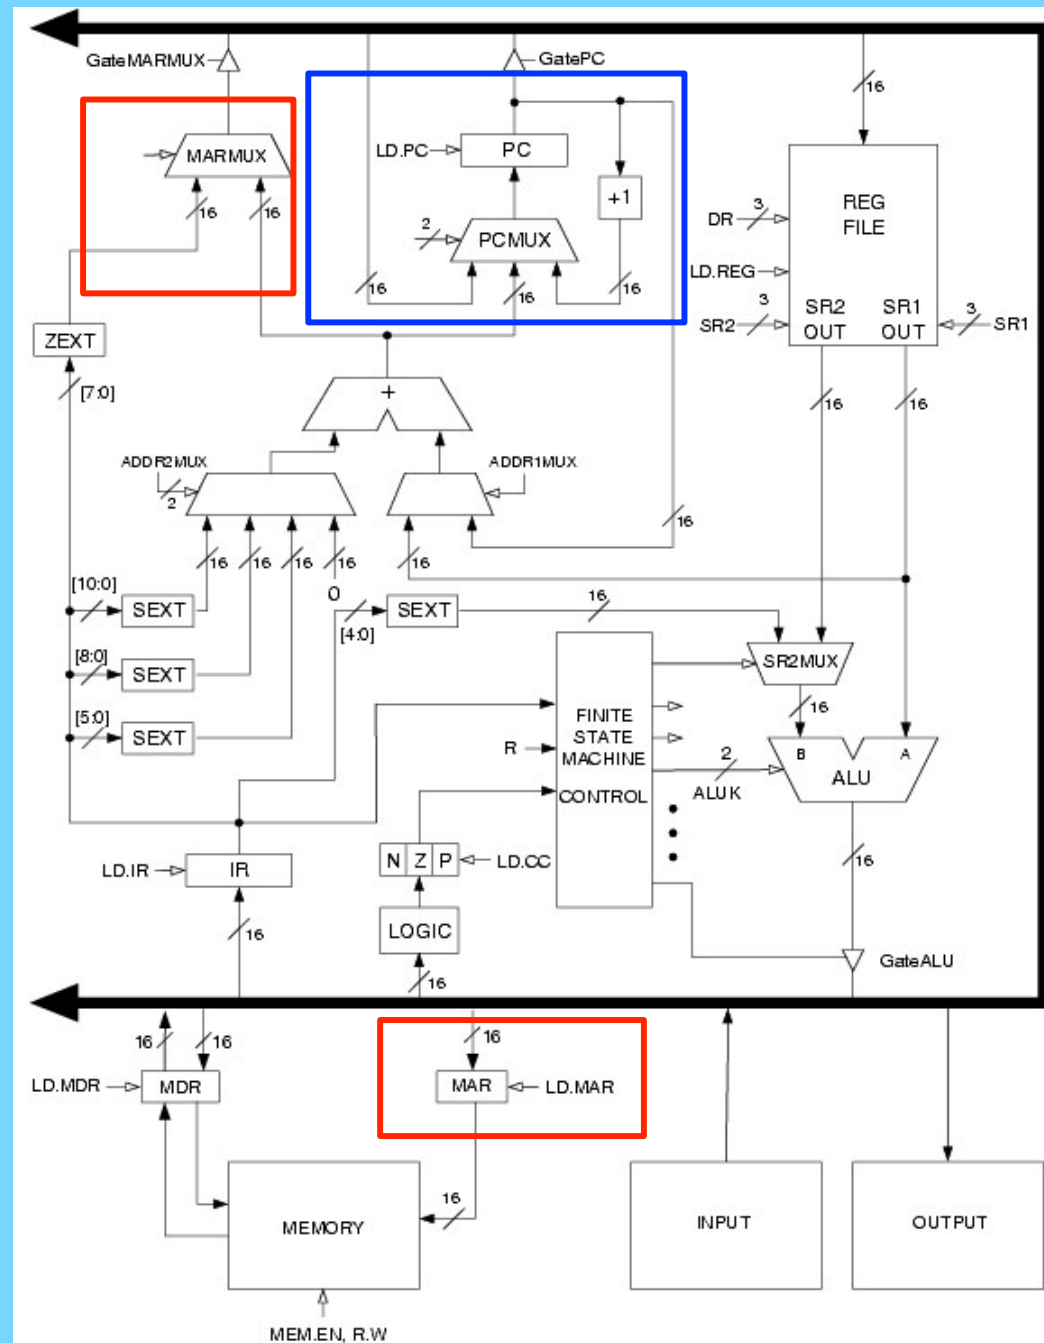 GateMARMUX
GatePC
16
MARMUX
LD.PC
PC
REG
FILE
+1
DR
3
16
16
2
PCMUX
LD.REG
16
16
16
3
SR2
SR2
OUT
SR1
OUT
3
SR1
ZEXT
[7:0]
+
16
16
ADDR2MUX
2
ADDR1MUX
16
16
16
16
16
16
[10:0]
SEXT
0
[4:0]
SEXT
16
[8:0]
SEXT
SR2MUX
[5:0]
SEXT
FINITE
STATE
MACHINE
CONTROL
16
R
2
ALUK
B
A
ALU
LD.IR
IR
N Z P
LD.CC
16
16
LOGIC
16
GateALU
16
16
16
LD.MDR
MDR
MAR
LD.MAR
16
MEMORY
INPUT
OUTPUT
MEM.EN, R.W